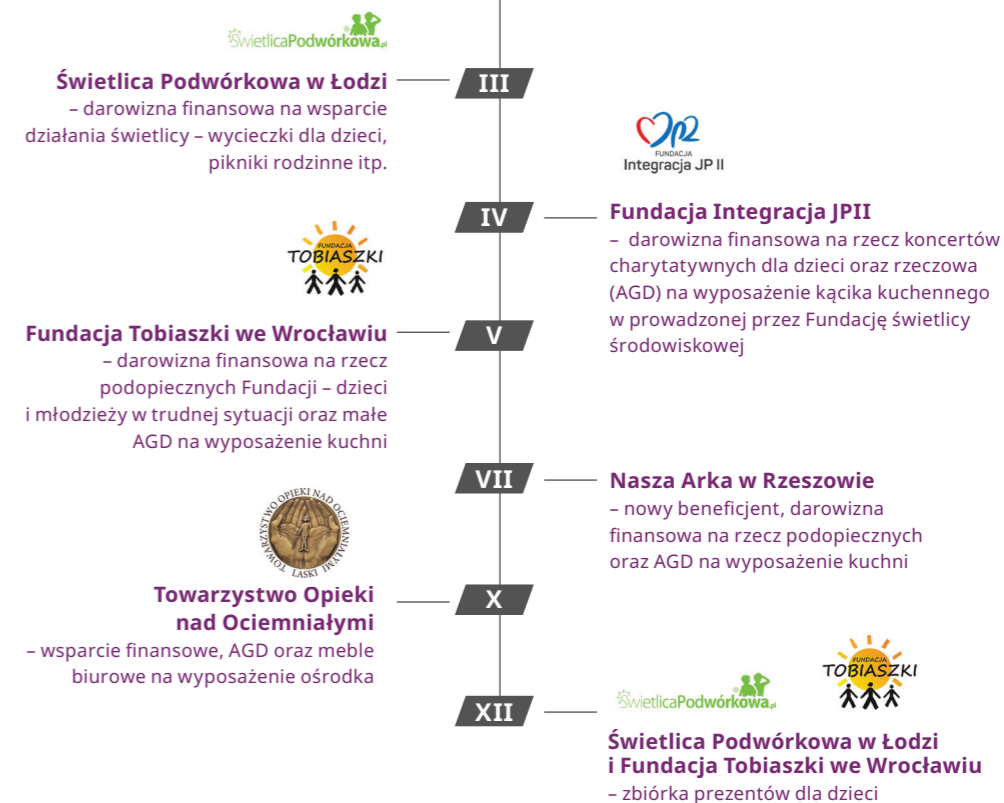 ŚwietlicaPodwórkowa.pl
Świetlica Podwórkowa w Łodzi
– darowizna finansowa na wsparcie
działania świetlicy – wycieczki dla dzieci,
pikniki rodzinne itp.
III
FUNDACJA
Integracja JP II
IV
Fundacja Integracja JPII
– darowizna finansowa na rzecz koncertów
charytatywnych dla dzieci oraz rzeczowa
(AGD) na wyposażenie kącika kuchennego
w prowadzonej przez Fundację świetlicy
środowiskowej
FUNDACJA
TOBIASZKI
Fundacja Tobiaszki we Wrocławiu
– darowizna finansowa na rzecz
podopiecznych Fundacji – dzieci
i młodzieży w trudnej sytuacji oraz małe
AGD na wyposażenie kuchni
V
VII
Nasza Arka w Rzeszowie
– nowy beneficjent, darowizna
finansowa na rzecz podopiecznych
oraz AGD na wyposażenie kuchni
TOWARZYSTWO OPIEKI NAD OCIEMNIAŁYMI
LASKI
Towarzystwo Opieki
nad Ociemniałymi
– wsparcie finansowe, AGD oraz meble
biurowe na wyposażenie ośrodka
X
XII
ŚwietlicaPodwórkowa.pl
FUNDACJA
TOBIASZKI
Świetlica Podwórkowa w Łodzi
i Fundacja Tobiaszki we Wrocławiu
– zbiórka prezentów dla dzieci